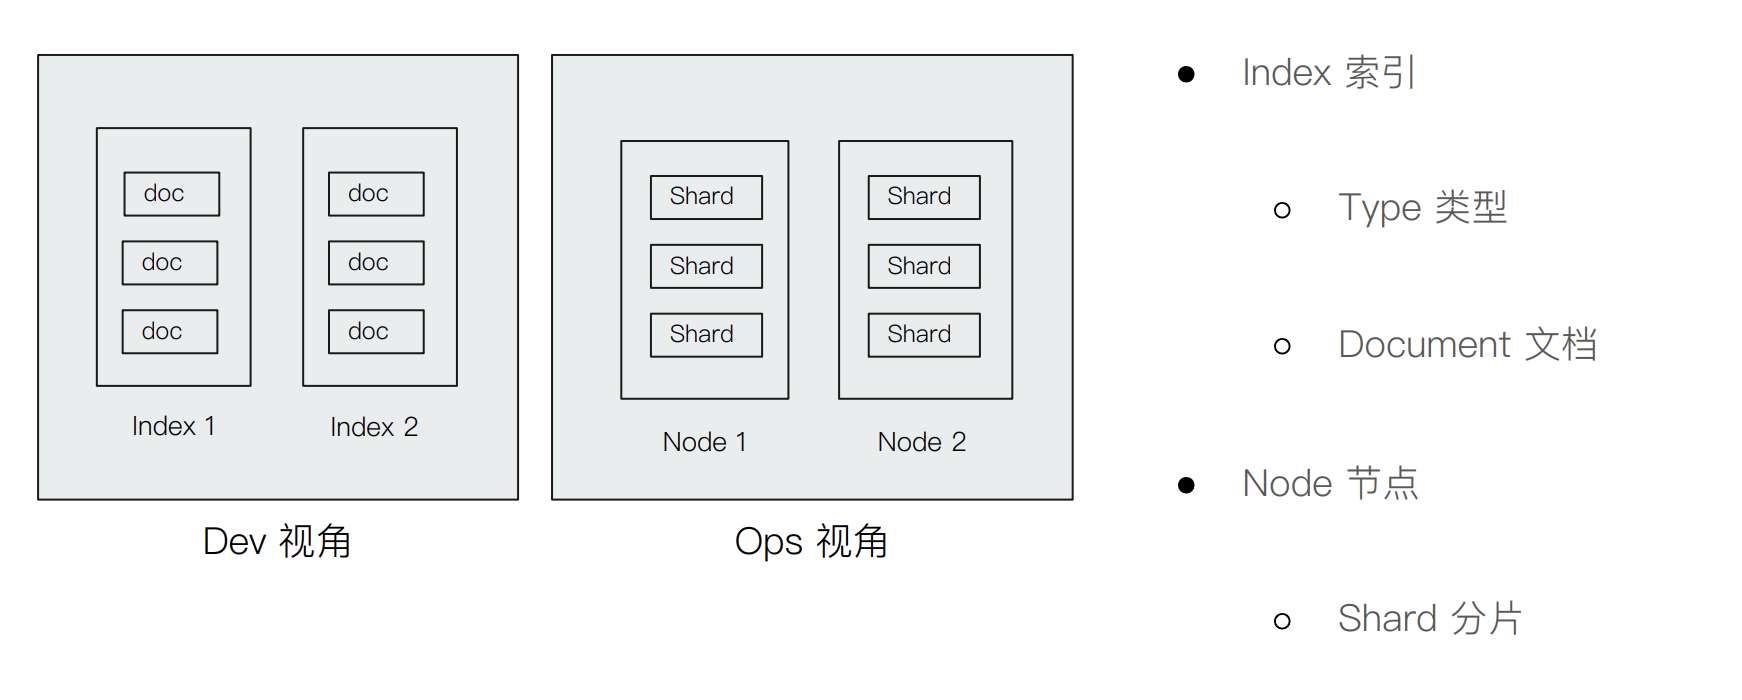 doc
doc
doc
Index 1
doc
doc
doc
Index 2
Dev 视角
Shard
Shard
Shard
Node 1
Shard
Shard
Shard
Node 2
Ops 视角
Index 索引
Type 类型
Document 文档
Node 节点
Shard 分片